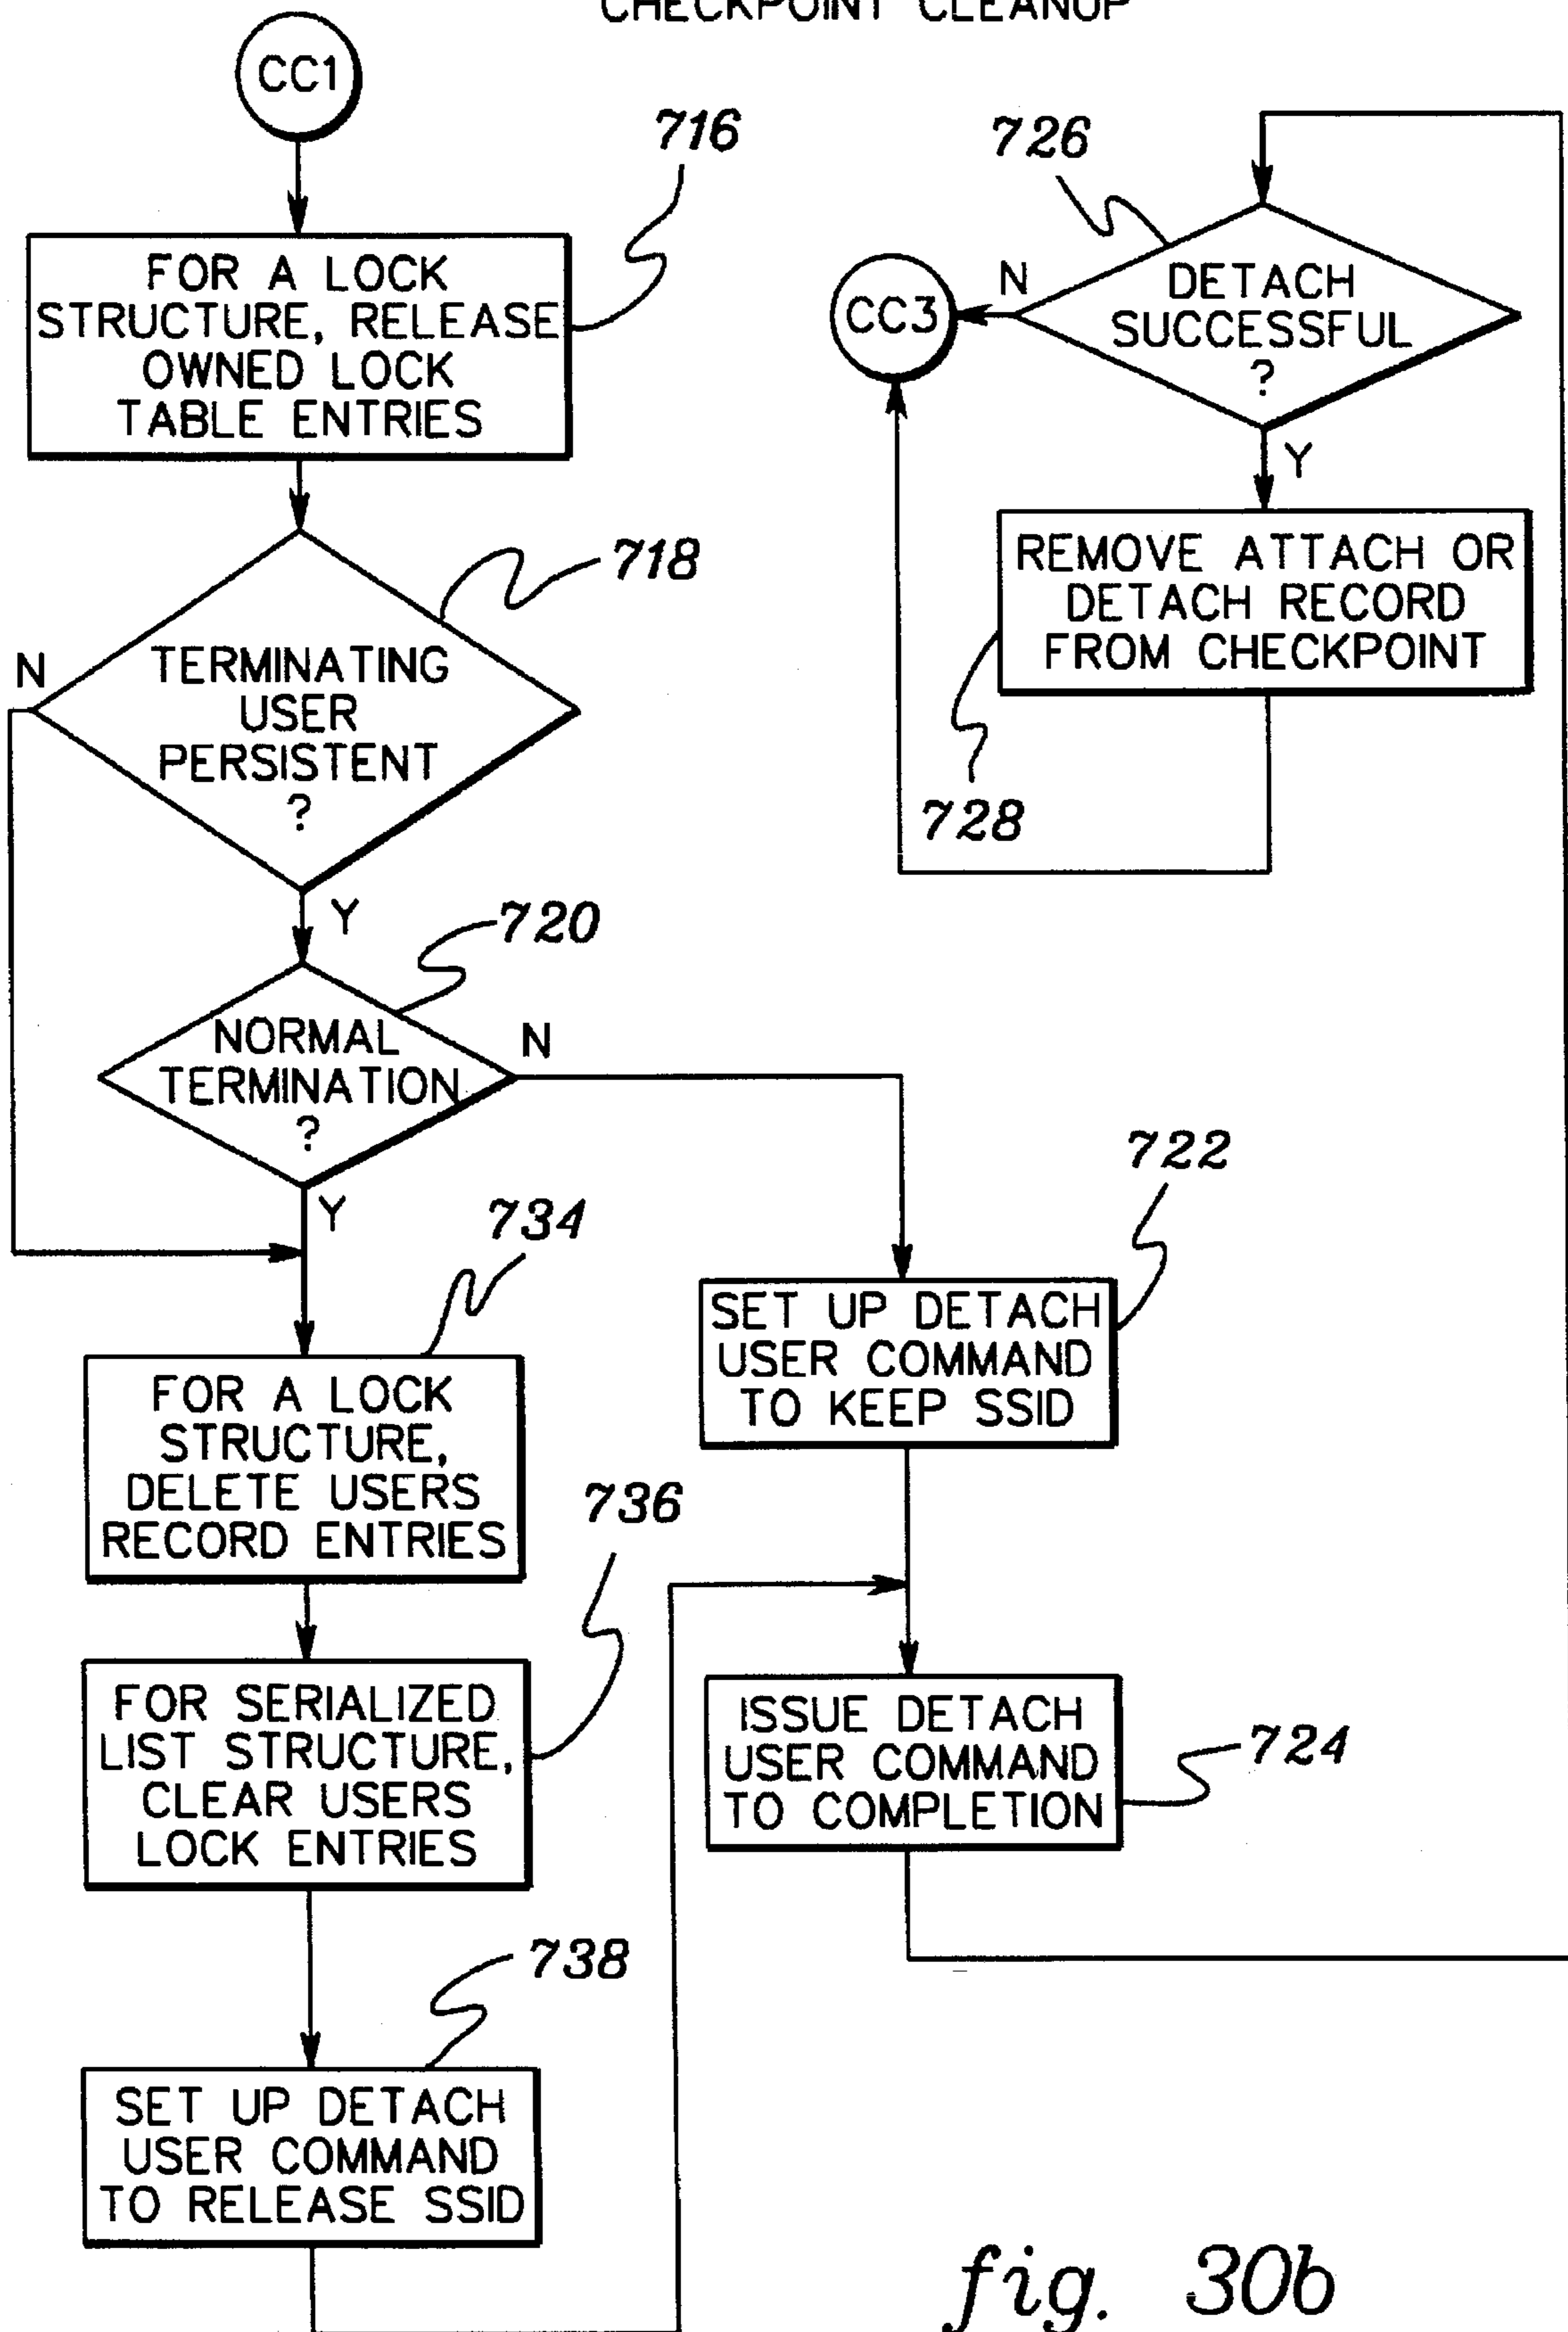 CHECKPOINT CLEANUP
CC1
716
FOR A LOCK
STRUCTURE, RELEASE
OWNED LOCK
TABLE ENTRIES
718
TERMINATING
USER
PERSISTENT
?
N
Y
720
NORMAL
TERMINATION
?
N
Y
734
FOR A LOCK
STRUCTURE,
DELETE USERS
RECORD ENTRIES
736
FOR SERIALIZED
LIST STRUCTURE,
CLEAR USERS
LOCK ENTRIES
738
SET UP DETACH
USER COMMAND
TO RELEASE SSID
722
SET UP DETACH
USER COMMAND
TO KEEP SSID
724
ISSUE DETACH
USER COMMAND
TO COMPLETION
726
DETACH
SUCCESSFUL
?
N
CC3
Y
REMOVE ATTACH OR
DETACH RECORD
FROM CHECKPOINT
728
fig. 30b